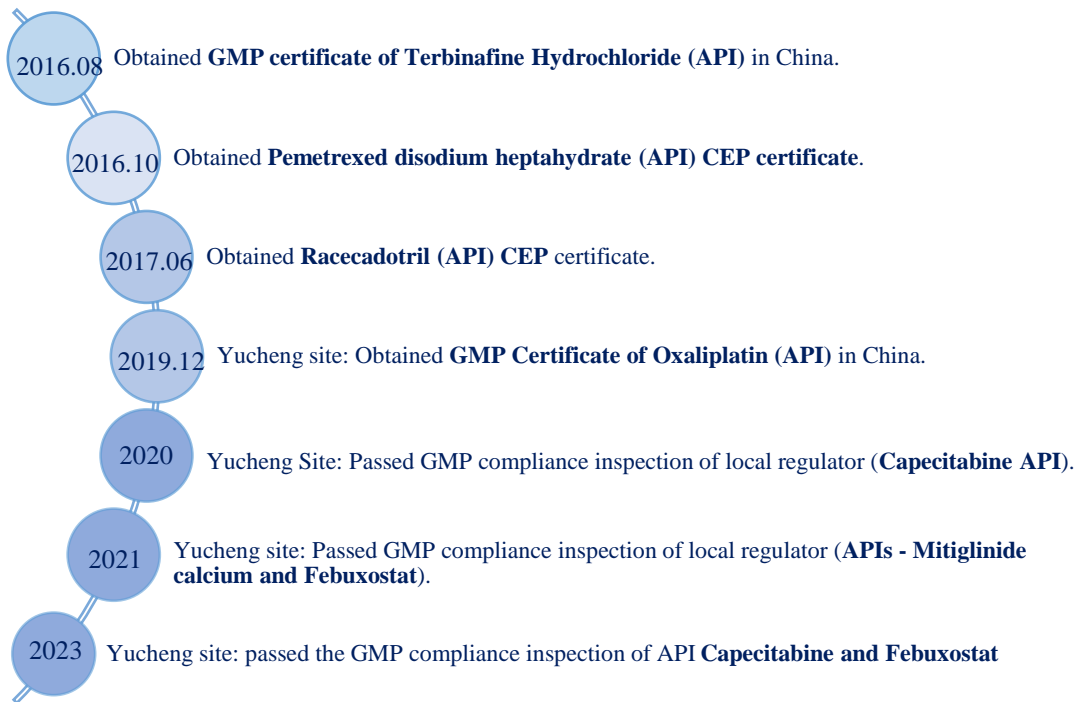 2016.08
Obtained GMP certificate of Terbinafine Hydrochloride (API) in China.
2016.10
Obtained Pemetrexed disodium heptahydrate (API) CEP certificate.
2017.06
Obtained Racecadotril (API) CEP certificate.
2019.12
Yucheng site: Obtained GMP Certificate of Oxaliplatin (API) in China.
2020
Yucheng Site: Passed GMP compliance inspection of local regulator (Capecitabine API).
2021
Yucheng site: Passed GMP compliance inspection of local regulator (APIs - Mitiglinide
calcium and Febuxostat).
2023
Yucheng site: passed the GMP compliance inspection of API Capecitabine and Febuxostat